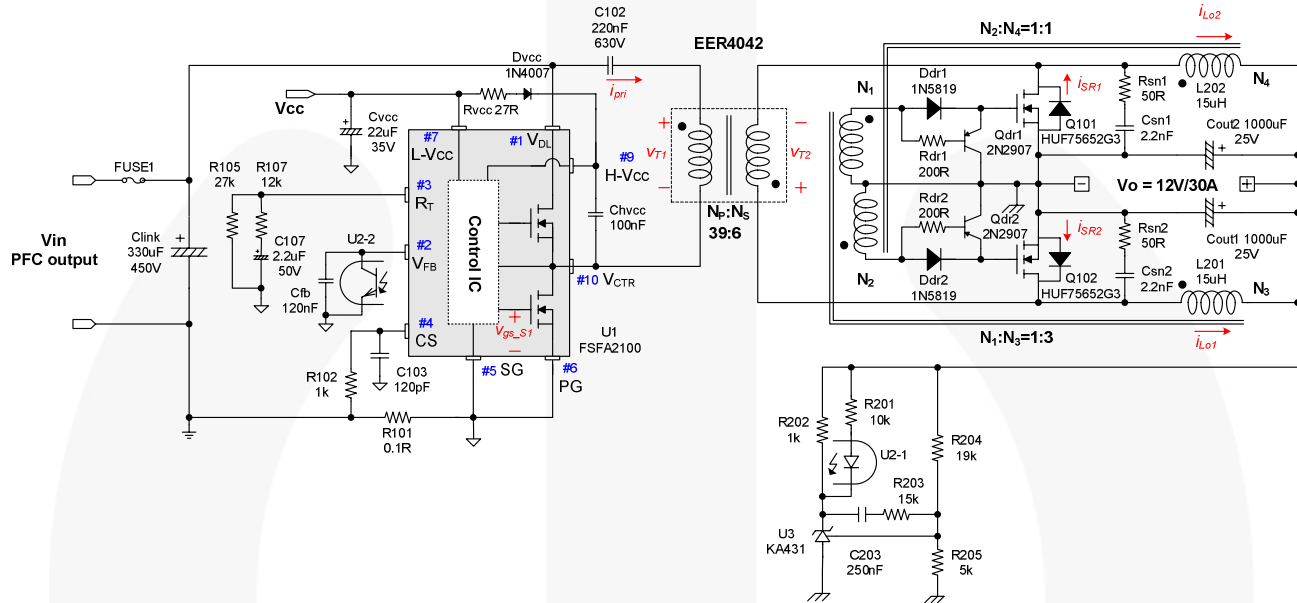 C102
220nF
630V
EER4042
N2:N4=1:1
iLo2
Dvcc
1N4007
ipri
Vcc
Rvcc 27R
Cvcc
22uF
35V
+
#7
L-VCC
#1 VDL
#9
H-VCC
FUSE1
R105
27k
R107
12k
#3
RT
Control IC
Chvcc
100nF
+
vT1
−
−
vT2
+
NP:NS
39:6
N1
Ddr1
1N5819
Qdr1
2N2907
Rdr1
200R
iSR1
Q101
HUF75652G3
Rsn1
50R
Csn1
2.2nF
L202
15uH
N4
Cout2 1000uF
25V
+
Vin
PFC output
Clink
330uF
450V
+
C107
2.2uF
50V
U2-2
#2
VFB
Cfb
120nF
#10 VCTR
Rdr2
200R
Qdr2
2N2907
−
Vo = 12V/30A
+
iSR2
Rsn2
50R
+
Cout1 1000uF
25V
N2
Ddr2
1N5819
Q102
HUF75652G3
Csn2
2.2nF
L201
15uH
N3
#4
CS
+
Vgs_S1
−
U1
FSFA2100
N1:N3=1:3
iLo1
R102
1k
C103
120pF
#5 SG
#6
PG
R101
0.1R
R202
1k
R201
10k
R204
19k
U2-1
R203
15k
U3
KA431
C203
250nF
R205
5k